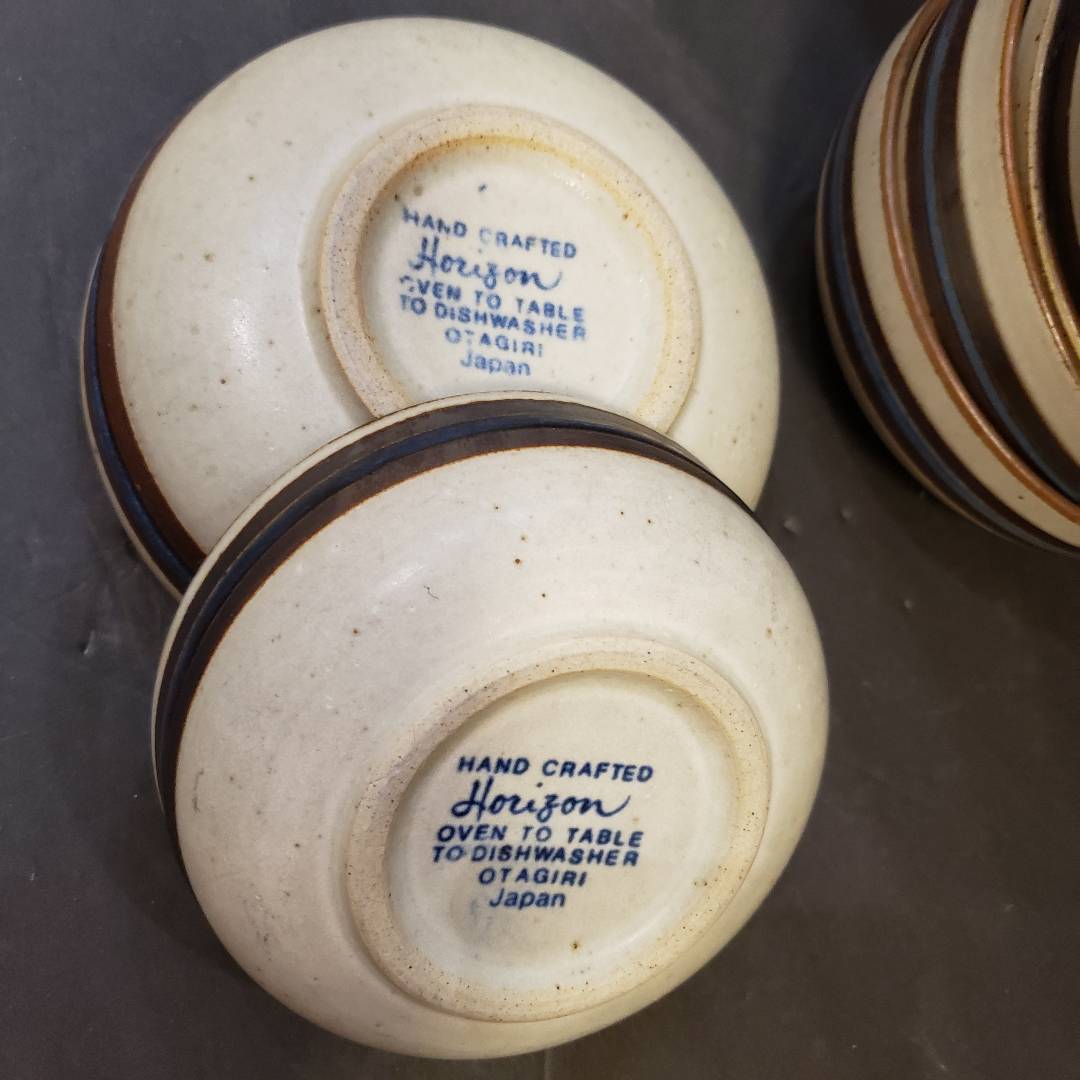 HAND CRAFTED
Horizon
OVEN TO TABLE
TO DISHWASHER
OTAGIRI
Japan
HAND CRAFTED
Horizon
OVEN TO TABLE
TO DISHWASHER
OTAGIRI
Japan